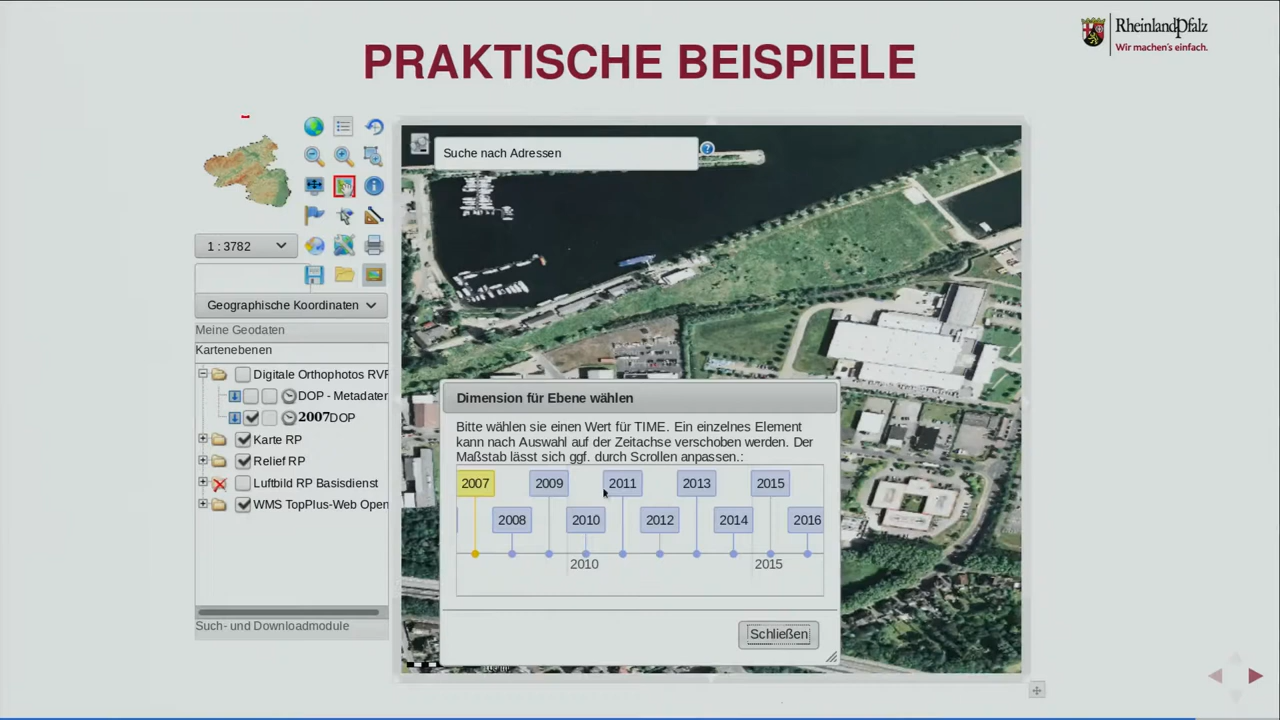 RheinlandPfalz
Wir machen's einfach.
PRAKTISCHE BEISPIELE
Suche nach Adressen
1 : 3782
Geographische Koordinaten
Meine Geodaten
Kartenebenen
Digitale Orthophotos RVR
DOP - Metadaten
2007DOP
Karte RP
Relief RP
Luftbild RP Basisdienst
WMS TopPlus-Web Open
Such- und Downloadmodule
Dimension für Ebene wählen
Bitte wählen sie einen Wert für TIME. Ein einzelnes Element
kann nach Auswahl auf der Zeitachse verschoben werden. Der
Maßstab lässt sich ggf. durch Scrollen anpassen.:
2007 2009 2011 2013 2015
2008 2010 2012 2014 2016
2010 2015
Schließen